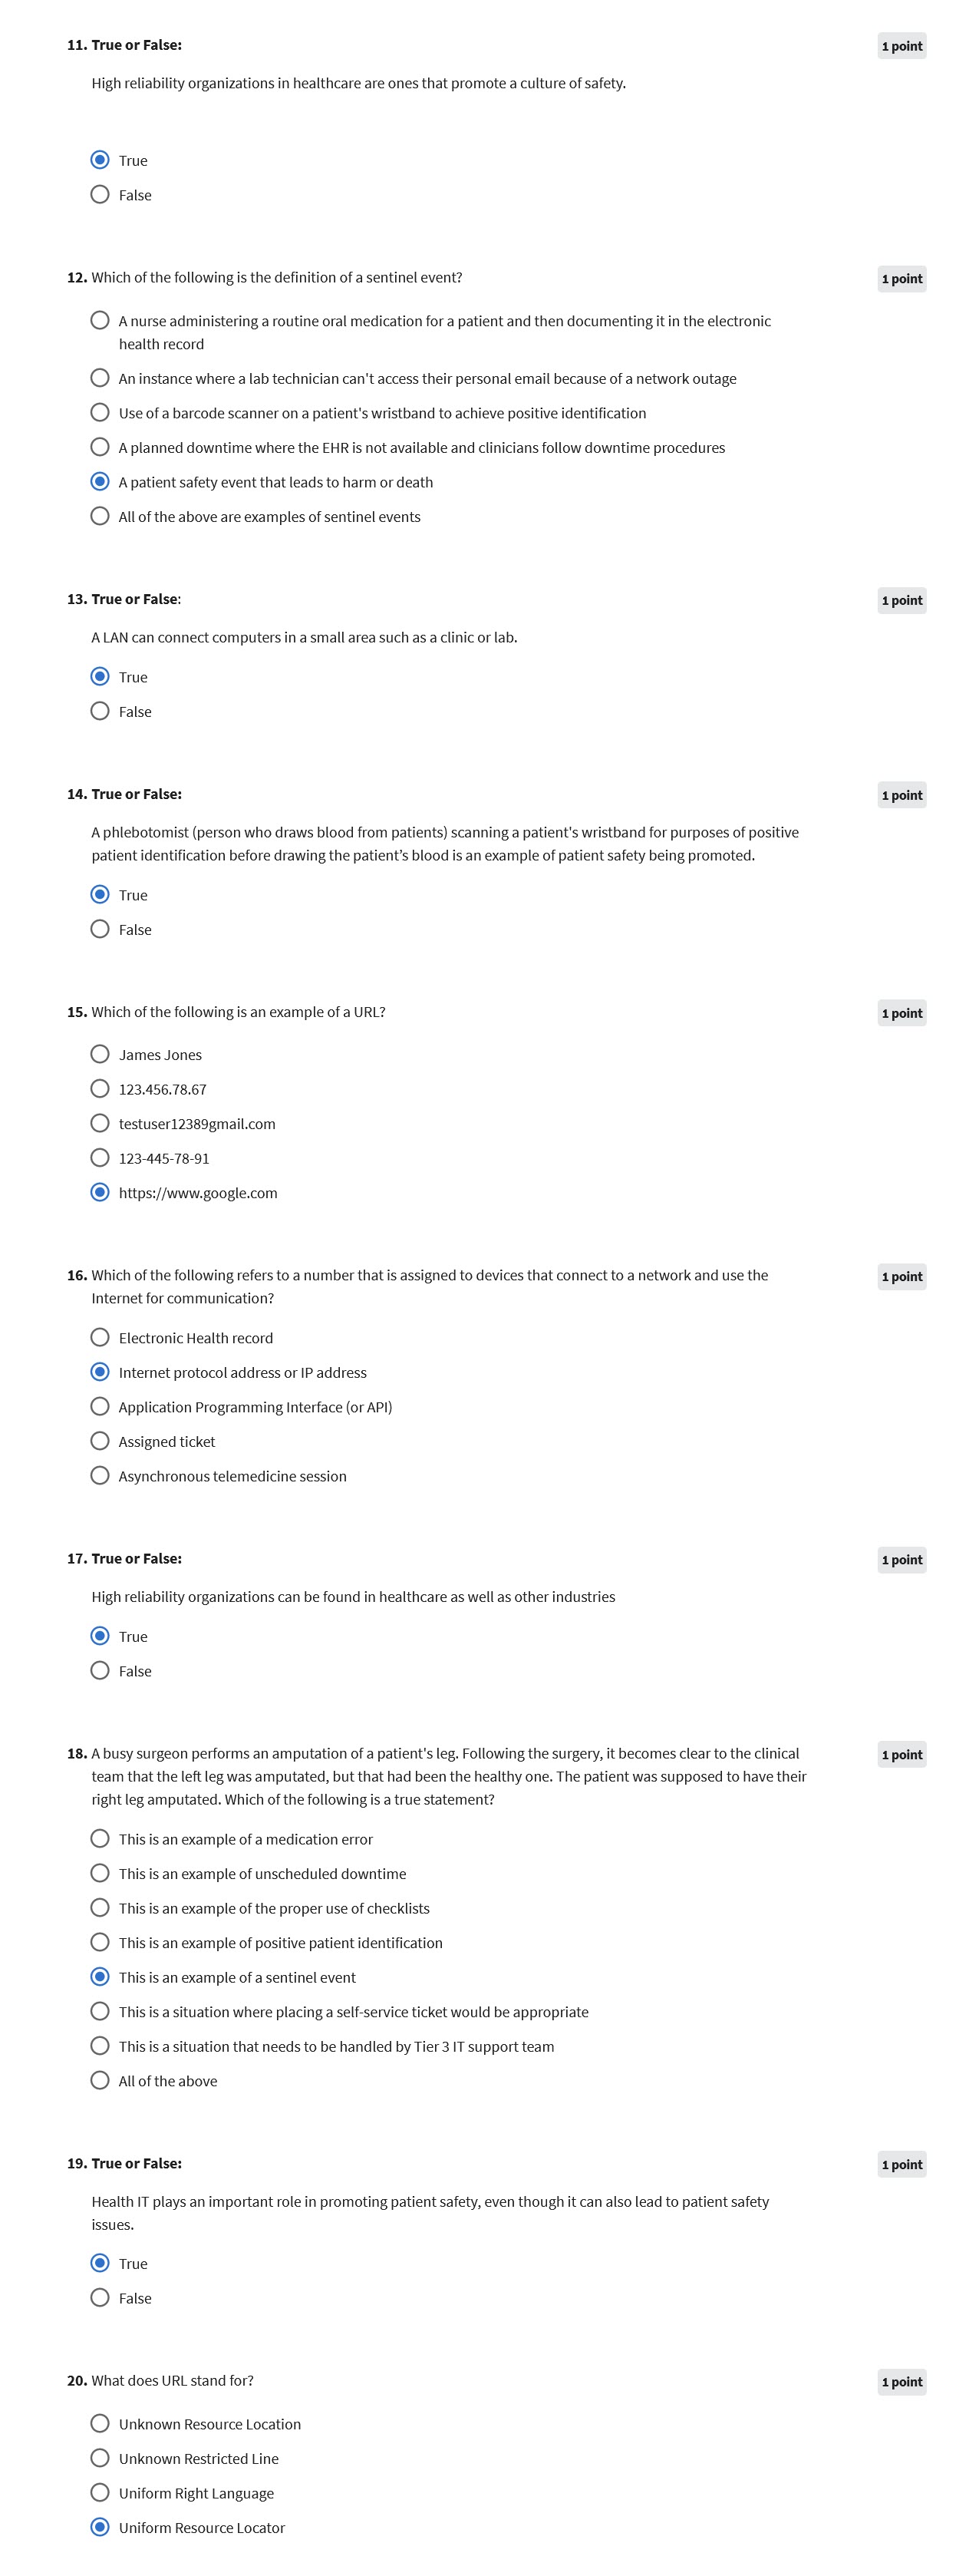 11. True or False:
1 point
High reliability organizations in healthcare are ones that promote a culture of safety.
True
False
12. Which of the following is the definition of a sentinel event?
1 point
A nurse administering a routine oral medication for a patient and then documenting it in the electronic
health record
An instance where a lab technician can't access their personal email because of a network outage
Use of a barcode scanner on a patient's wristband to achieve positive identification
A planned downtime where the EHR is not available and clinicians follow downtime procedures
A patient safety event that leads to harm or death
All of the above are examples of sentinel events
13. True or False:
1 point
A LAN can connect computers in a small area such as a clinic or lab.
True
False
14. True or False:
1 point
A phlebotomist (person who draws blood from patients) scanning a patient's wristband for purposes of positive
patient identification before drawing the patient’s blood is an example of patient safety being promoted.
True
False
15. Which of the following is an example of a URL?
1 point
James Jones
123.456.78.67
testuser12389gmail.com
123-445-78-91
https://www.google.com
16. Which of the following refers to a number that is assigned to devices that connect to a network and use the
1 point
Internet for communication?
Electronic Health record
Internet protocol address or IP address
Application Programming Interface (or API)
Assigned ticket
Asynchronous telemedicine session
17. True or False:
1 point
High reliability organizations can be found in healthcare as well as other industries
True
False
18. A busy surgeon performs an amputation of a patient's leg. Following the surgery, it becomes clear to the clinical
1 point
team that the left leg was amputated, but that had been the healthy one. The patient was supposed to have their
right leg amputated. Which of the following is a true statement?
This is an example of a medication error
This is an example of unscheduled downtime
This is an example of the proper use of checklists
This is an example of positive patient identification
This is an example of a sentinel event
This is a situation where placing a self-service ticket would be appropriate
This is a situation that needs to be handled by Tier 3 IT support team
All of the above
19. True or False:
1 point
Health IT plays an important role in promoting patient safety, even though it can also lead to patient safety
issues.
True
False
20. What does URL stand for?
1 point
Unknown Resource Location
Unknown Restricted Line
Uniform Right Language
Uniform Resource Locator